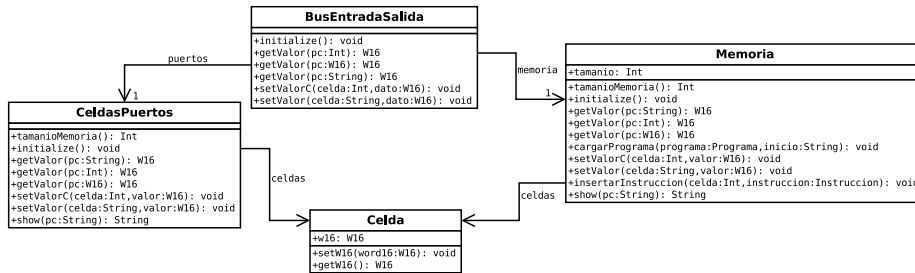 BusEntradaSalida
+initialize(): void
+getValor(pc:Int): W16
+getValor(pc:W16): W16
+getValor(pc:String): W16
+setValorC(celda:Int,dato:W16): void
+setValor(celda:String,dato:W16): void
puertos
1
memoria
1
Memoria
+tamanio: Int
+tamanioMemoria(): Int
+initialize(): void
+getValor(pc:String): W16
+getValor(pc:Int): W16
+getValor(pc:W16): W16
+cargarPrograma(programa:Programa,inicio:String): void
+setValorC(celda:Int,valor:W16): void
+setValor(celda:String,valor:W16): void
+insertarInstruccion(celda:Int,instruccion:Instruccion): void
+show(pc:String): String
CeldasPuertos
+tamanioMemoria(): Int
+initialize(): void
+getValor(pc:String): W16
+getValor(pc:Int): W16
+getValor(pc:W16): W16
+setValorC(celda:Int,valor:W16): void
+setValor(celda:String,valor:W16): void
+show(pc:String): String
celdas
celdas
Celda
+w16: W16
+setW16(word16:W16): void
+getW16(): W16